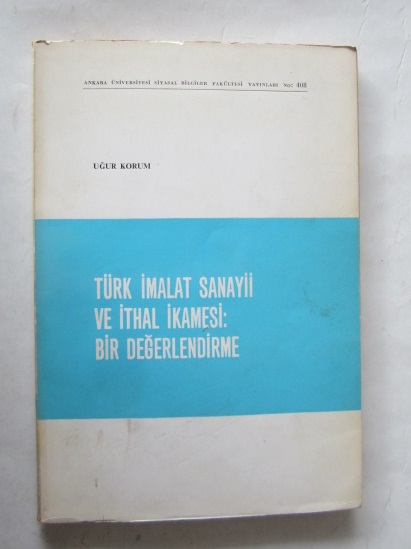 ANKARA ÜNİVERSİTESİ SİYASAL BİLGİLER FAKÜLTESİ YAYINLARI No: 408
UĞUR KORUM
TÜRK İMALAT SANAYİİ
VE İTHAL İKAMESİ:
BİR DEĞERLENDİRME